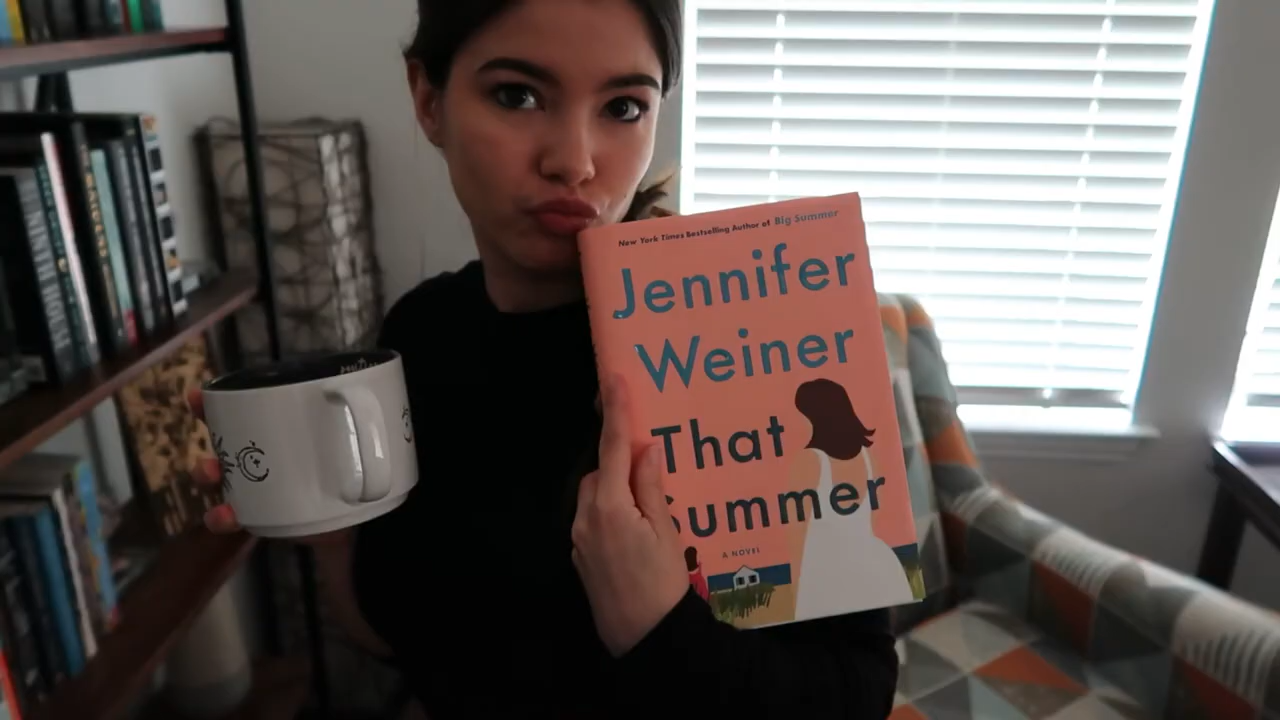 New York Times Bestselling Author of Big Summer
Jennifer
Weiner
That
Summer
A NOVEL